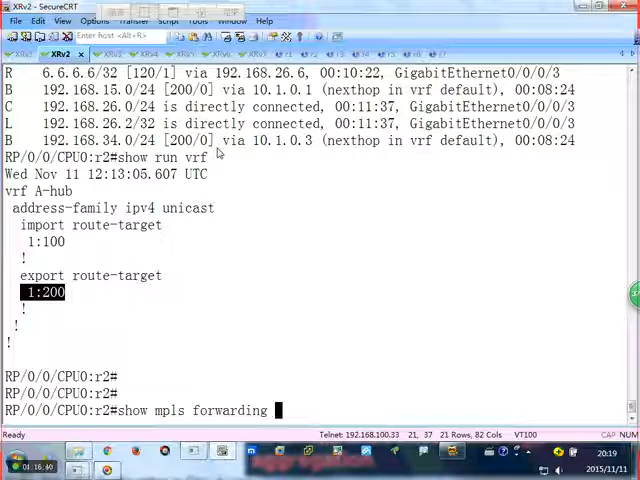 XRv2 - SecureCRT
File Edit View Options Transfer Script Tools Window Help
Enter host <Alt+R>
XRv2
R 6.6.6.6/32 [120/1] via 192.168.26.6, 00:10:22, GigabitEthernet0/0/0/3
B 192.168.15.0/24 [200/0] via 10.1.0.1 (nexthop in vrf default), 00:08:24
C 192.168.26.0/24 is directly connected, 00:11:37, GigabitEthernet0/0/0/3
L 192.168.26.2/32 is directly connected, 00:11:37, GigabitEthernet0/0/0/3
B 192.168.34.0/24 [200/0] via 10.1.0.3 (nexthop in vrf default), 00:08:24
RP/0/0/CPU0:r2#show run vrf
Wed Nov 11 12:13:05.607 UTC
vrf A-hub
address-family ipv4 unicast
import route-target
1:100
!
export route-target
1:200
!
!
!
RP/0/0/CPU0:r2#
RP/0/0/CPU0:r2#
RP/0/0/CPU0:r2#show mpls forwarding
Ready Telnet: 192.168.100.33 21, 37 21 Rows, 82 Cols VT100 CAP NUM
01:16:40
aggregation
20:19
2015/11/11